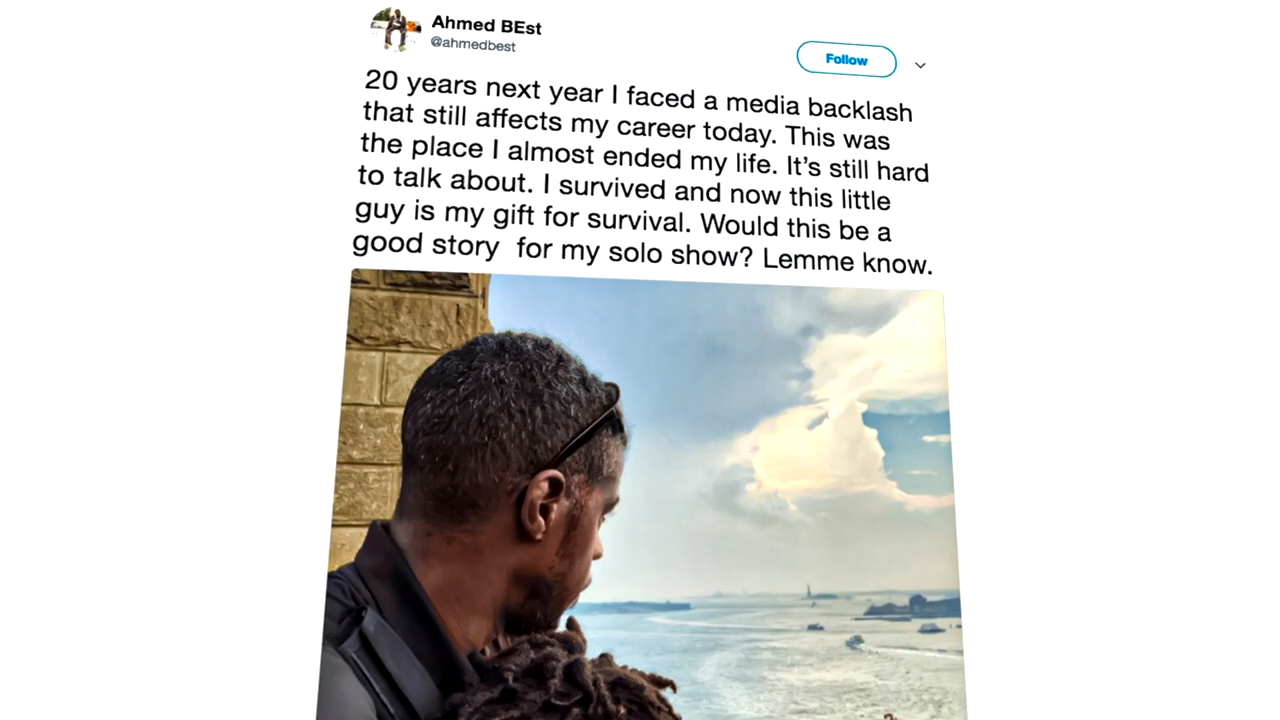 Ahmed BEst
@ahmedbest
Follow
20 years next year I faced a media backlash
that still affects my career today. This was
the place I almost ended my life. It’s still hard
to talk about. I survived and now this little
guy is my gift for survival. Would this be a
good story  for my solo show? Lemme know.